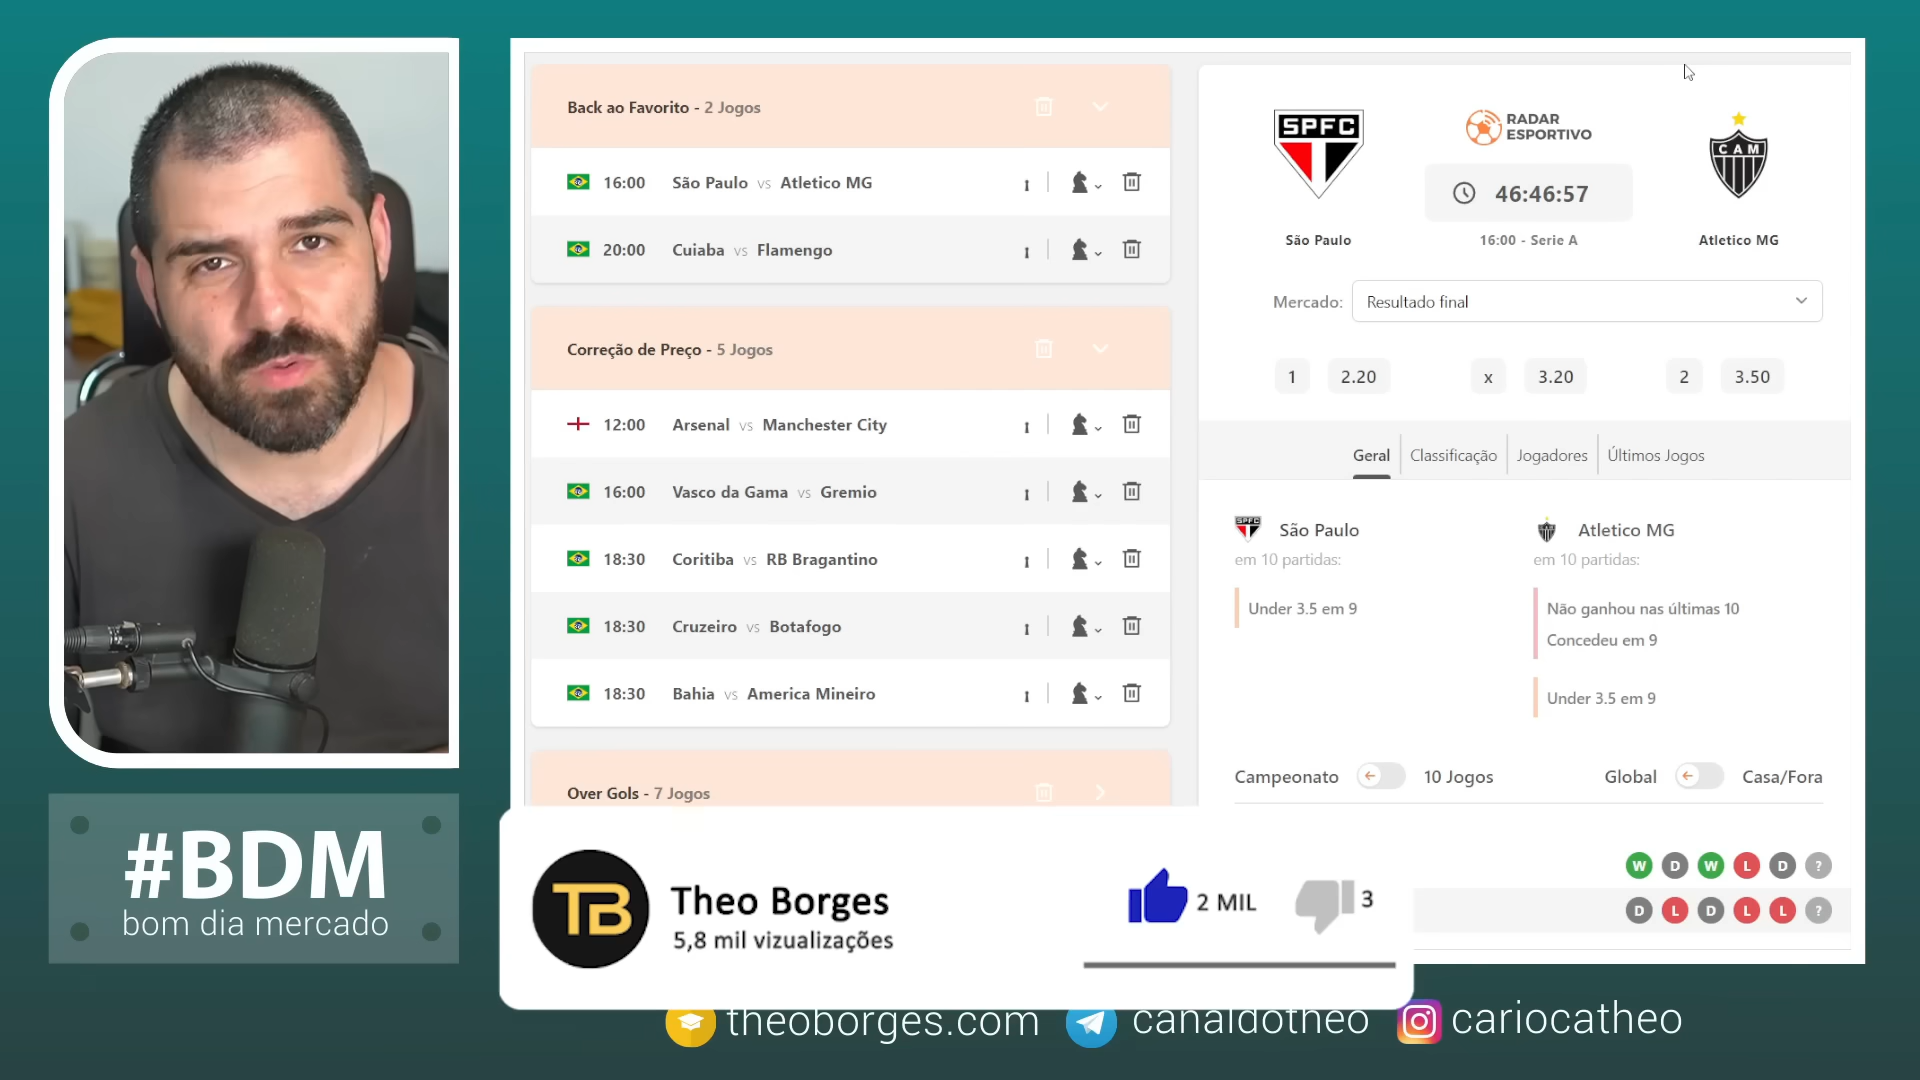 Back ao Favorito - 2 Jogos
16:00 São Paulo vs Atletico MG
20:00 Cuiaba vs Flamengo
Correção de Preço - 5 Jogos
12:00 Arsenal vs Manchester City
16:00 Vasco da Gama vs Gremio
18:30 Coritiba vs RB Bragantino
18:30 Cruzeiro vs Botafogo
18:30 Bahia vs America Mineiro
Over Gols - 7 Jogos
SPFC
RADAR
ESPORTIVO
CAM
46:46:57
São Paulo
16:00 - Serie A
Atletico MG
Mercado: Resultado final
1 2.20 x 3.20 2 3.50
Geral Classificação Jogadores Últimos Jogos
SPFC São Paulo
em 10 partidas:
Under 3.5 em 9
Atletico MG
em 10 partidas:
Não ganhou nas últimas 10
Concedeu em 9
Under 3.5 em 9
Campeonato 10 Jogos Global Casa/Fora
W D W L D ?
D L D L L ?
#BDM
bom dia mercado
TB
Theo Borges
5,8 mil vizualizações
2 MIL 3
theoborges.com canaldotheo cariocatheo